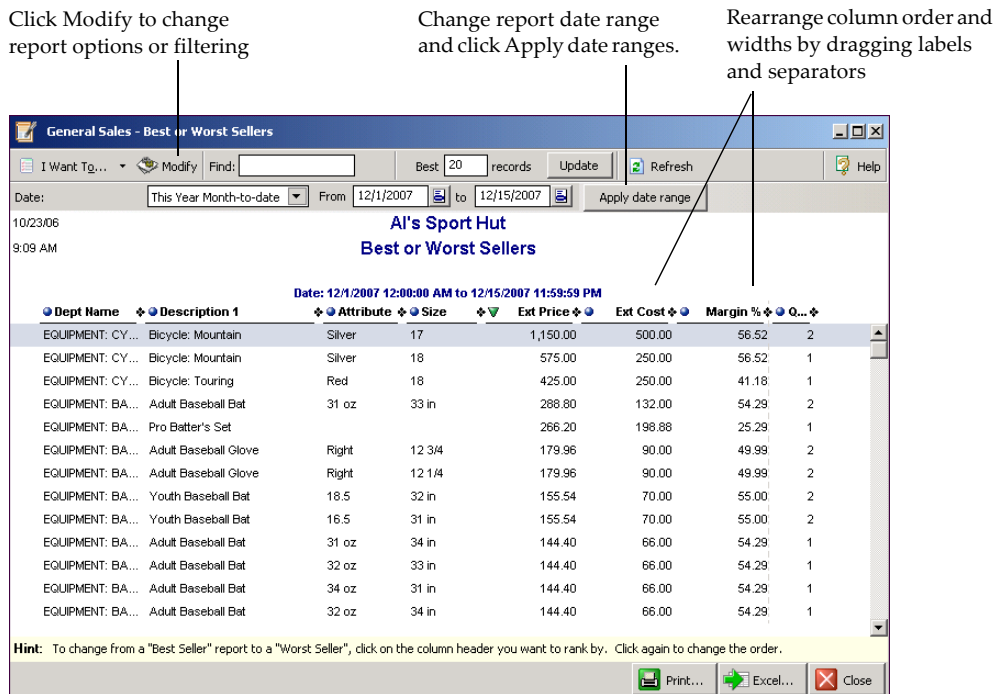 Click Modify to change
report options or filtering
Change report date range
and click Apply date ranges.
Rearrange column order and
widths by dragging labels
and separators
General Sales - Best or Worst Sellers
I Want To... Modify Find: Best 20 records Update Refresh Help
Date: This Year Month-to-date From 12/1/2007 to 12/15/2007 Apply date range
10/23/06 Al's Sport Hut
9:09 AM Best or Worst Sellers
Date: 12/1/2007 12:00:00 AM to 12/15/2007 11:59:59 PM
Dept Name Description 1 Attribute Size Ext Price Ext Cost Margin % Q...
EQUIPMENT: CY... Bicycle: Mountain Silver 17 1,150.00 500.00 56.52 2
EQUIPMENT: CY... Bicycle: Mountain Silver 18 575.00 250.00 56.52 1
EQUIPMENT: CY... Bicycle: Touring Red 18 425.00 250.00 41.18 1
EQUIPMENT: BA... Adult Baseball Bat 31 oz 33 in 288.80 132.00 54.29 2
EQUIPMENT: BA... Pro Batter's Set 266.20 198.88 25.29 1
EQUIPMENT: BA... Adult Baseball Glove Right 12 3/4 179.96 90.00 49.99 2
EQUIPMENT: BA... Adult Baseball Glove Right 12 1/4 179.96 90.00 49.99 2
EQUIPMENT: BA... Youth Baseball Bat 18.5 32 in 155.54 70.00 55.00 2
EQUIPMENT: BA... Youth Baseball Bat 16.5 31 in 155.54 70.00 55.00 2
EQUIPMENT: BA... Adult Baseball Bat 31 oz 34 in 144.40 66.00 54.29 1
EQUIPMENT: BA... Adult Baseball Bat 32 oz 33 in 144.40 66.00 54.29 1
EQUIPMENT: BA... Adult Baseball Bat 34 oz 31 in 144.40 66.00 54.29 1
EQUIPMENT: BA... Adult Baseball Bat 32 oz 34 in 144.40 66.00 54.29 1
Hint: To change from a "Best Seller" report to a "Worst Seller", click on the column header you want to rank by. Click again to change the order.
Print... Excel... Close